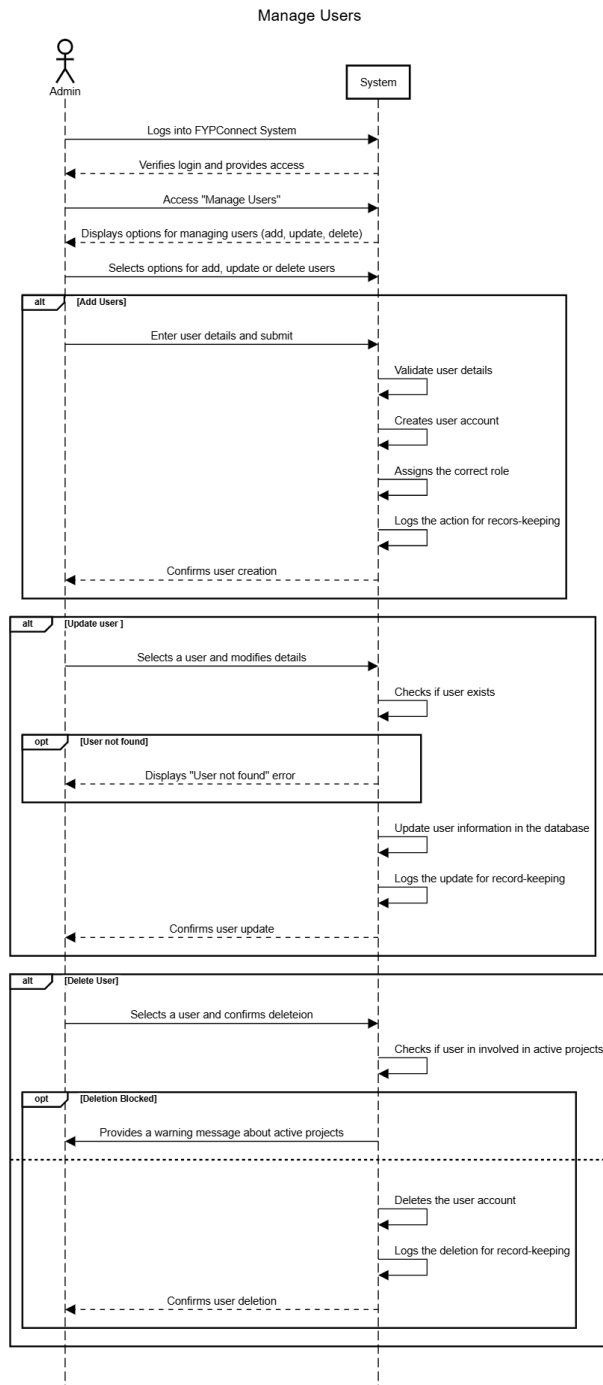 Manage Users
Admin
System
Logs into FYPConnect System
Verifies login and provides access
Access "Manage Users"
Displays options for managing users (add, update, delete)
Selects options for add, update or delete users
alt [Add Users]
Enter user details and submit
Validate user details
Creates user account
Assigns the correct role
Logs the action for recors-keeping
Confirms user creation
alt [Update user ]
Selects a user and modifies details
Checks if user exists
opt [User not found]
Displays "User not found" error
Update user information in the database
Logs the update for record-keeping
Confirms user update
alt [Delete User]
Selects a user and confirms deleteion
Checks if user in involved in active projects
opt [Deletion Blocked]
Provides a warning message about active projects
Deletes the user account
Logs the deletion for record-keeping
Confirms user deletion